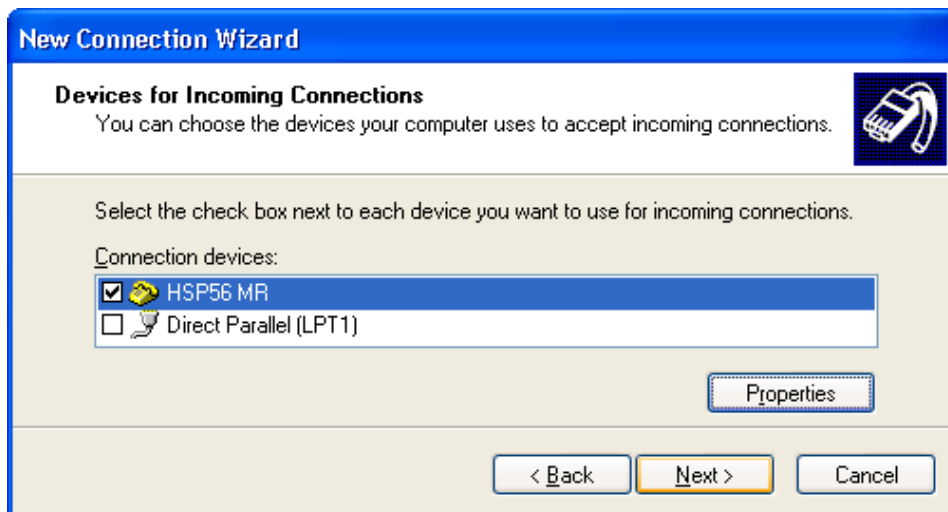 New Connection Wizard
Devices for Incoming Connections
You can choose the devices your computer uses to accept incoming connections.
Select the check box next to each device you want to use for incoming connections.
Connection devices:
HSP56 MR
Direct Parallel (LPT1)
Properties
< Back
Next >
Cancel